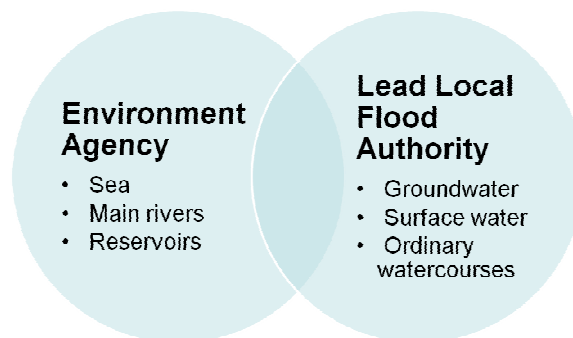 Environment
Agency
• Sea
• Main rivers
• Reservoirs
Lead Local
Flood
Authority
• Groundwater
• Surface water
• Ordinary
watercourses